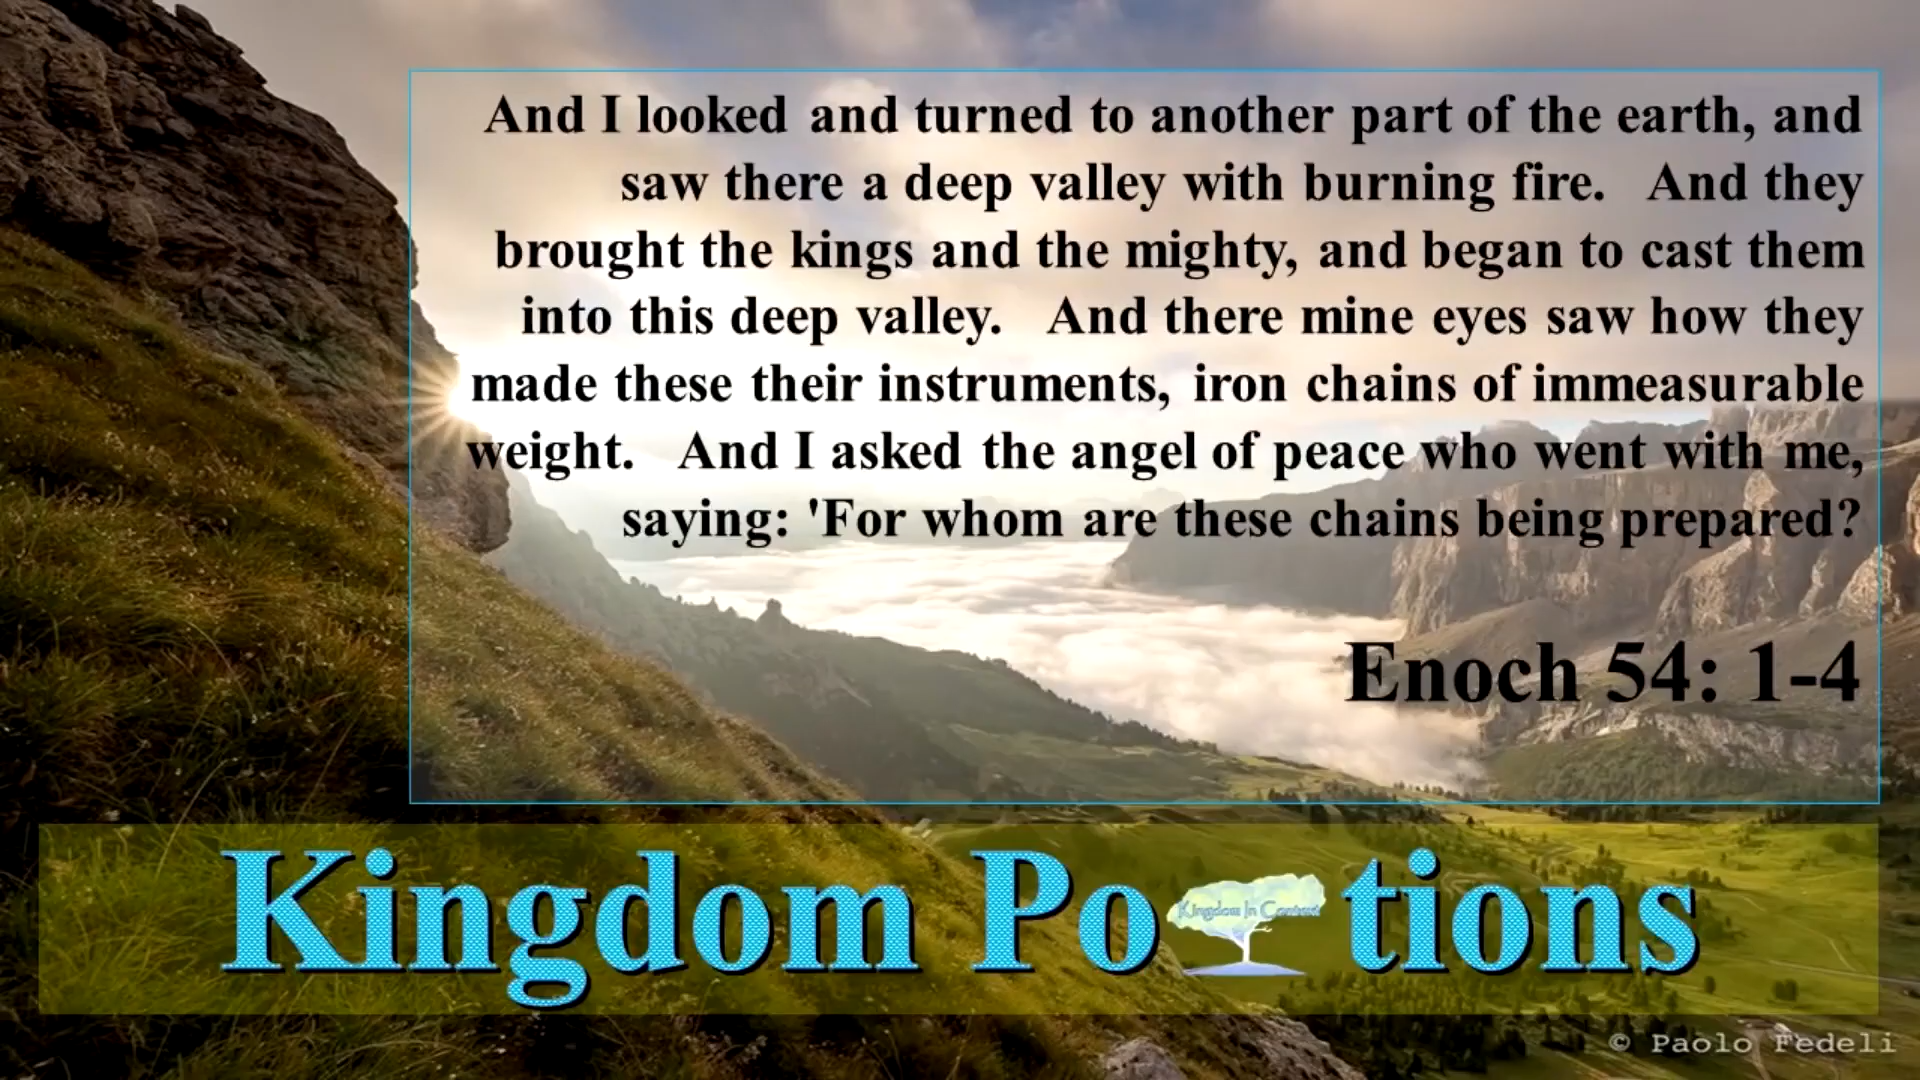 And I looked and turned to another part of the earth, and
saw there a deep valley with burning fire. And they
brought the kings and the mighty, and began to cast them
into this deep valley. And there mine eyes saw how they
made these their instruments, iron chains of immeasurable
weight. And I asked the angel of peace who went with me,
saying: 'For whom are these chains being prepared?
Enoch 54: 1-4
Kingdom Po tions
Kingdom In Context
© Paolo Fedeli